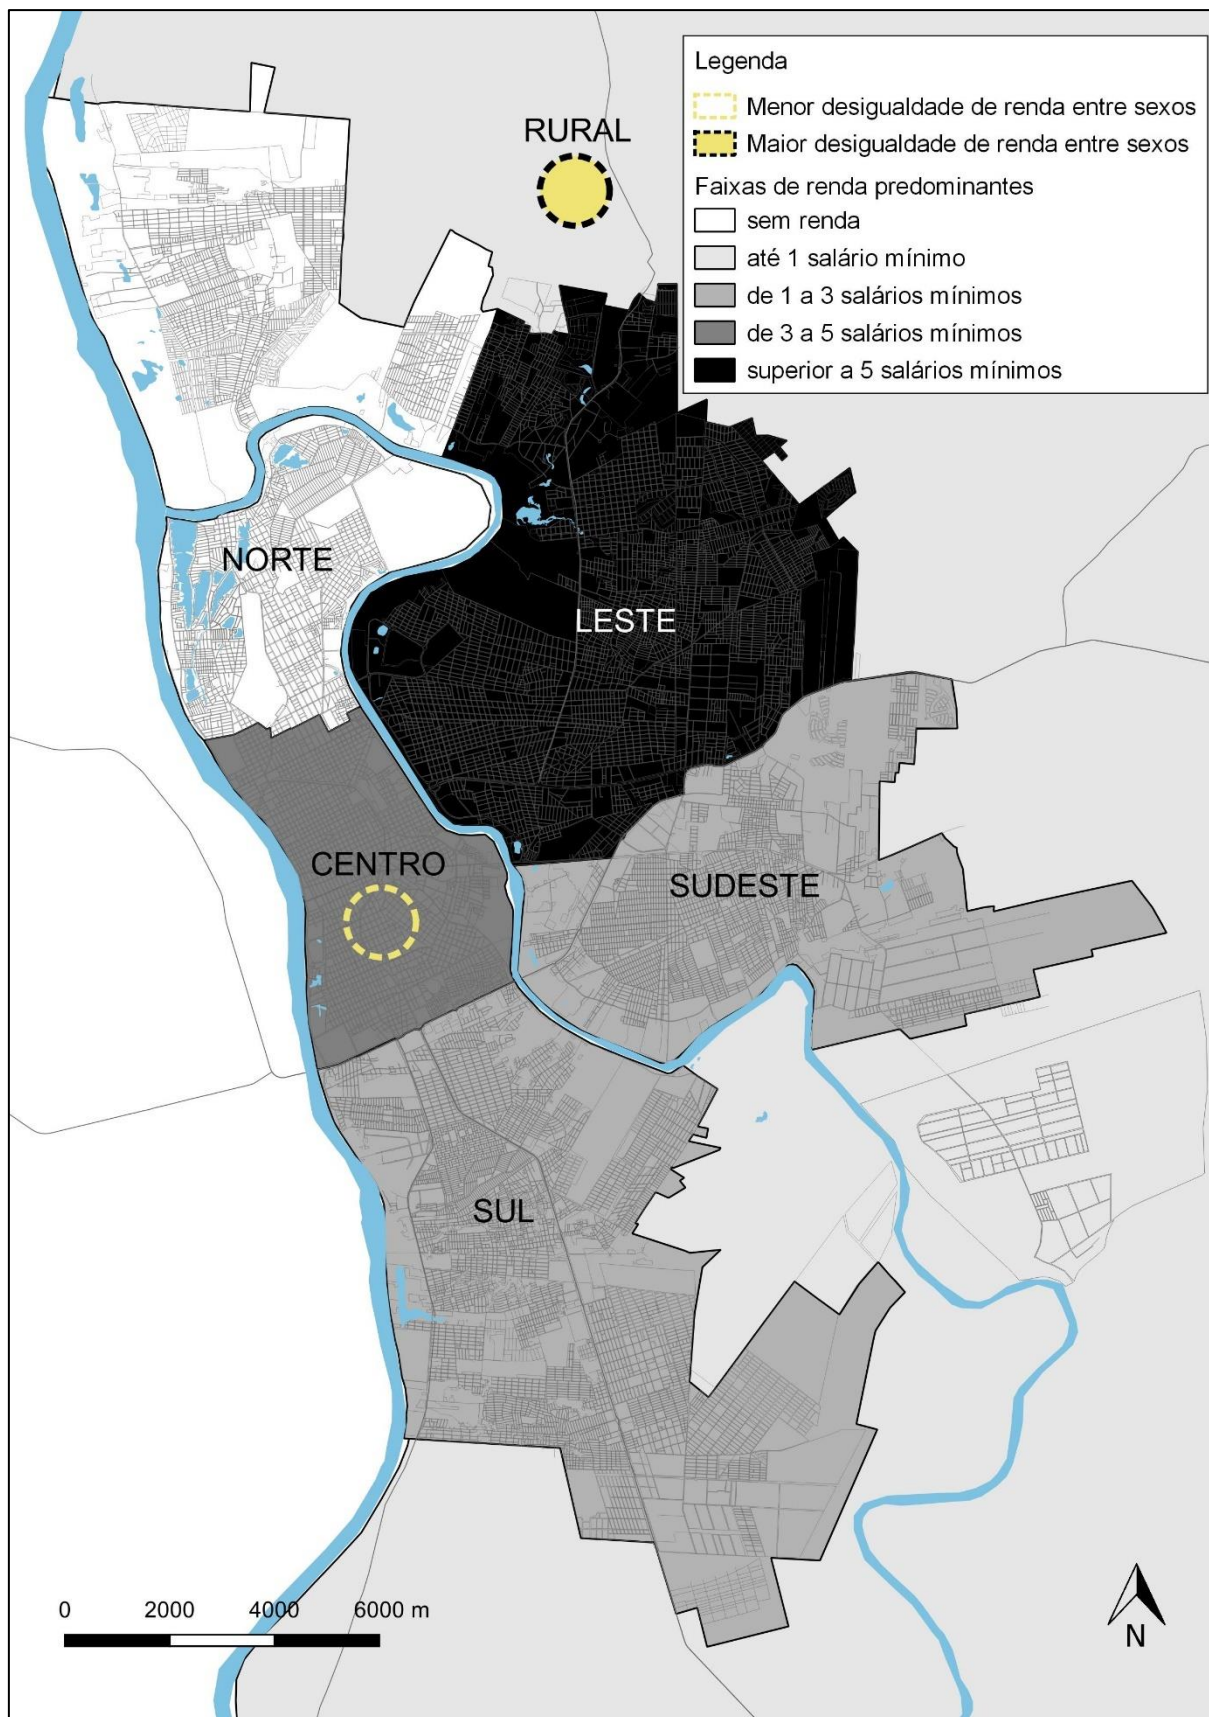 Legenda
Menor desigualdade de renda entre sexos
Maior desigualdade de renda entre sexos
Faixas de renda predominantes
sem renda
até 1 salário mínimo
de 1 a 3 salários mínimos
de 3 a 5 salários mínimos
superior a 5 salários mínimos
RURAL
NORTE
LESTE
CENTRO
SUDESTE
SUL
0 2000 4000 6000 m
N